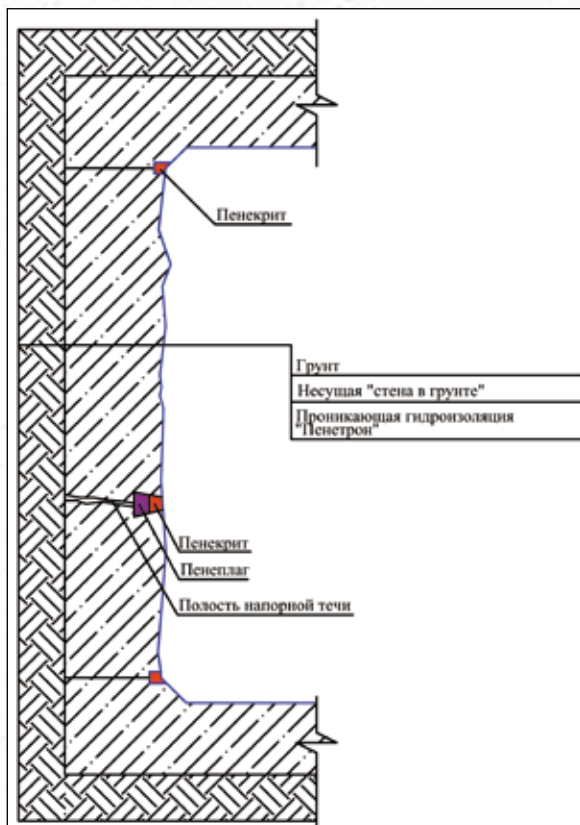 Пенекрит
Грунт
Несущая "стена в грунте"
Проникающая гидроизоляция
"Пенетрон"
Пенекрит
Пенеплаг
Полость напорной течи